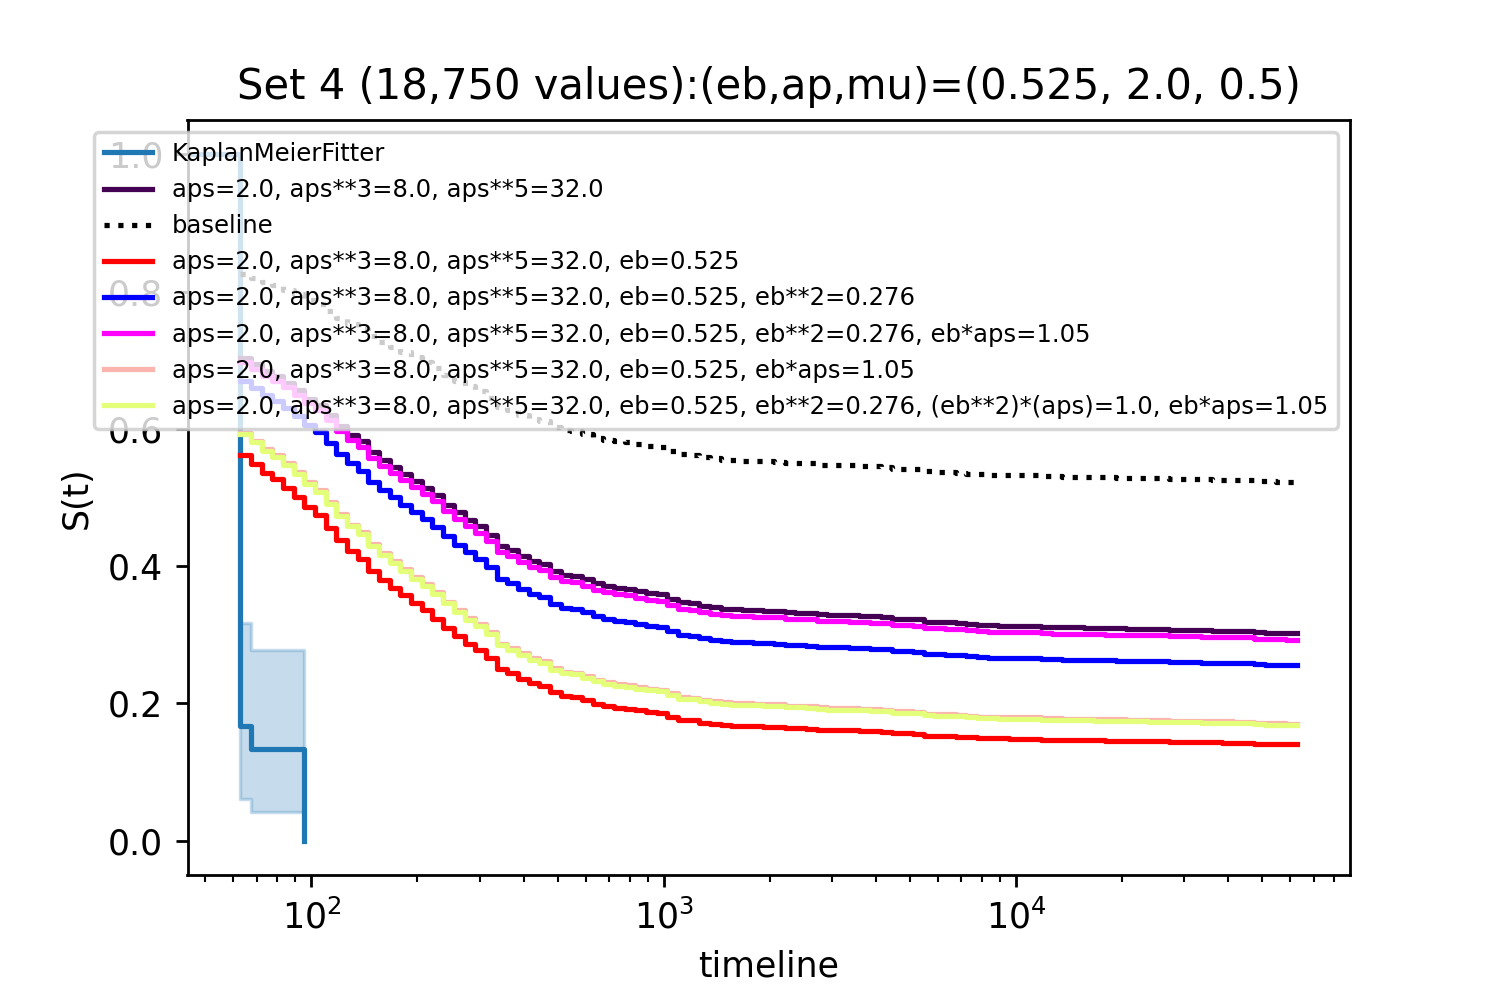 Set 4 (18,750 values):(eb,ap,mu)=(0.525, 2.0, 0.5)
1.0
KaplanMeierFitter
aps=2.0, aps**3=8.0, aps**5=32.0
baseline
aps=2.0, aps**3=8.0, aps**5=32.0, eb=0.525
0.8
aps=2.0, aps**3=8.0, aps**5=32.0, eb=0.525, eb**2=0.276
aps=2.0, aps**3=8.0, aps**5=32.0, eb=0.525, eb**2=0.276, eb*aps=1.05
aps=2.0, aps**3=8.0, aps**5=32.0, eb=0.525, eb*aps=1.05
aps=2.0, aps**3=8.0, aps**5=32.0, eb=0.525, eb**2=0.276, (eb**2)*(aps)=1.0, eb*aps=1.05
0.6
S(t)
0.4
0.2
0.0
10² 10³ 10⁴
timeline